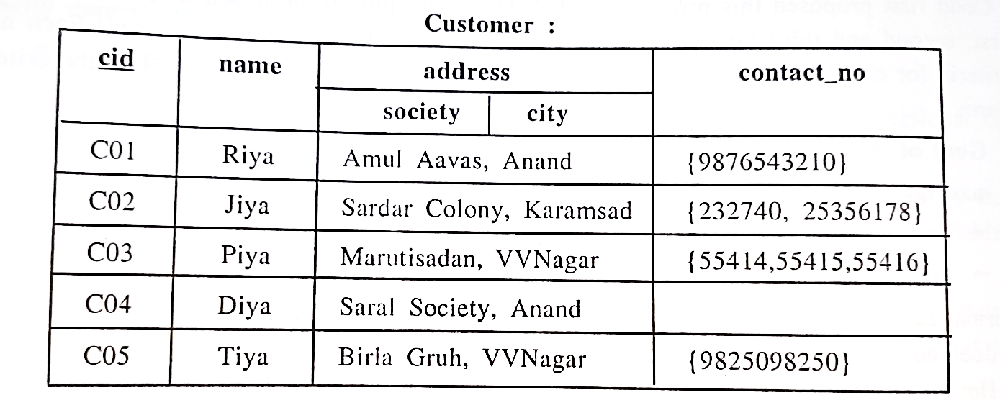 Customer :
cid name address contact_no
society city
C01 Riya Amul Aavas, Anand {9876543210}
C02 Jiya Sardar Colony, Karamsad {232740, 25356178}
C03 Piya Marutisadan, VVNagar {55414,55415,55416}
C04 Diya Saral Society, Anand
C05 Tiya Birla Gruh, VVNagar {9825098250}